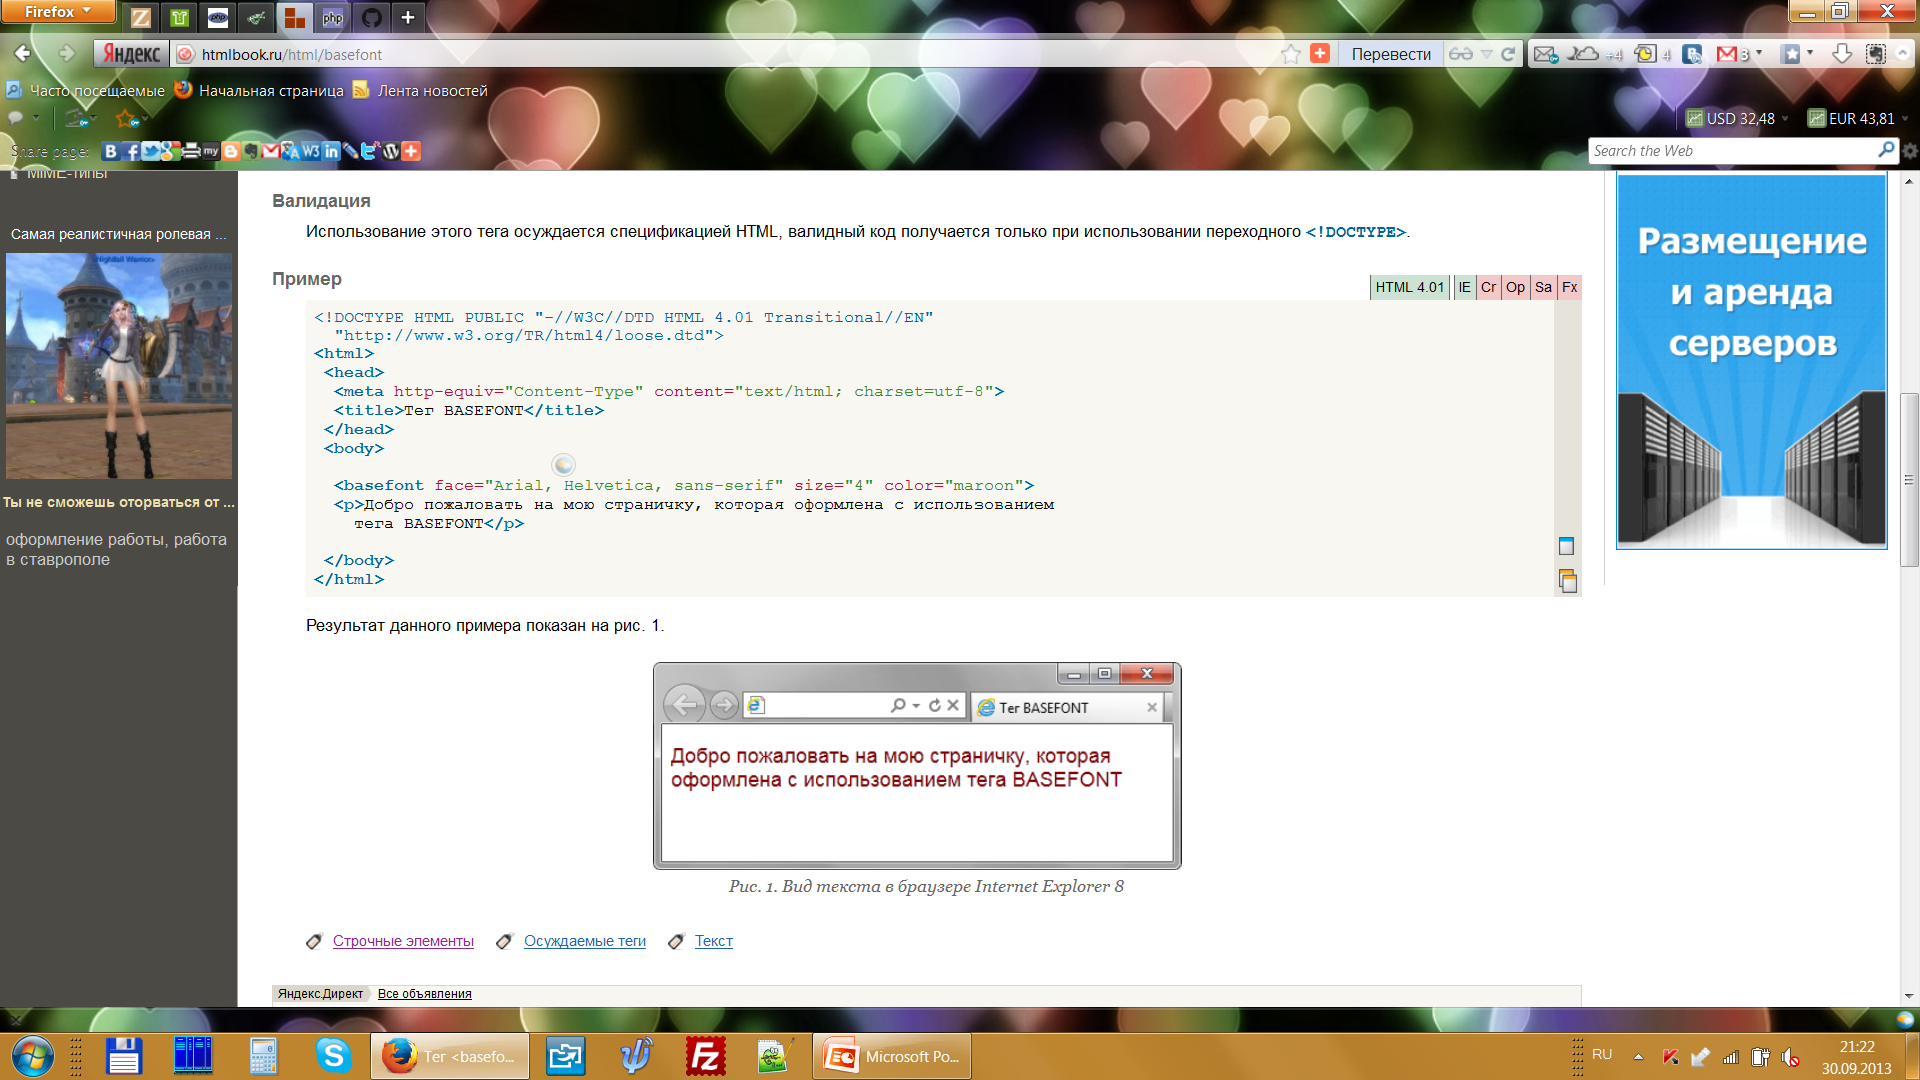 Firefox
Яндекс
htmlbook.ru/html/basefont
Перевести
+4
4
3
Часто посещаемые
Начальная страница
Лента новостей
USD 32,48
EUR 43,81
Share page:
Search the Web
MIME-типы
Самая реалистичная ролевая ...
Ты не сможешь оторваться от ...
оформление работы, работа
в ставрополе
Валидация
Использование этого тега осуждается спецификацией HTML, валидный код получается только при использовании переходного <!DOCTYPE>.
Пример
HTML 4.01 IE Cr Op Sa Fx
<!DOCTYPE HTML PUBLIC "-//W3C//DTD HTML 4.01 Transitional//EN"
"http://www.w3.org/TR/html4/loose.dtd">
<html>
<head>
<meta http-equiv="Content-Type" content="text/html; charset=utf-8">
<title>Тег BASEFONT</title>
</head>
<body>
<basefont face="Arial, Helvetica, sans-serif" size="4" color="maroon">
<p>Добро пожаловать на мою страничку, которая оформлена с использованием
тега BASEFONT</p>
</body>
</html>
Результат данного примера показан на рис. 1.
Тег BASEFONT
Добро пожаловать на мою страничку, которая
оформлена с использованием тега BASEFONT
Рис. 1. Вид текста в браузере Internet Explorer 8
Строчные элементы
Осуждаемые теги
Текст
Яндекс.Директ
Все объявления
Размещение
и аренда
серверов
Тег <basefo...
Microsoft Po...
RU
21:22
30.09.2013